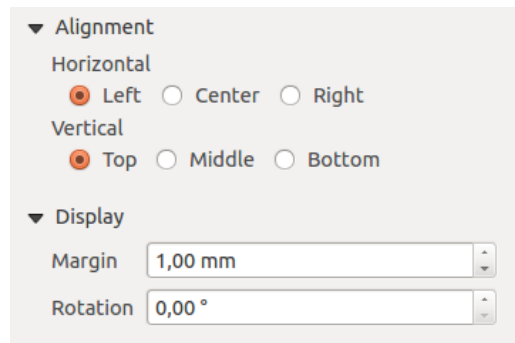 Alignment
Horizontal
Left Center Right
Vertical
Top Middle Bottom
Display
Margin 1,00 mm
Rotation 0,00 °